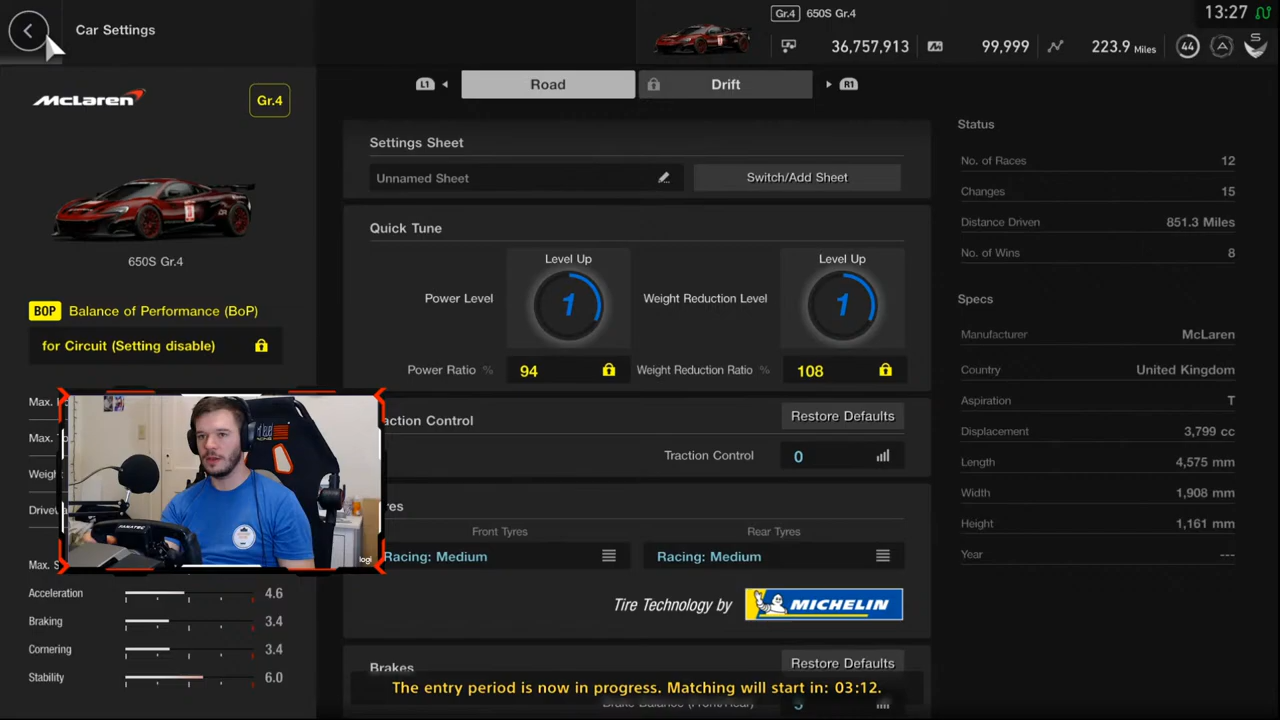 Car Settings
Gr.4 650S Gr.4
13:27
36,757,913
99,999
223.9 Miles
44
S
McLaren
Gr.4
L1
Road
Drift
R1
Settings Sheet
Unnamed Sheet
Switch/Add Sheet
Quick Tune
Level Up
Level Up
Power Level
1
Weight Reduction Level
1
Power Ratio %
94
Weight Reduction Ratio %
108
650S Gr.4
BOP Balance of Performance (BoP)
for Circuit (Setting disable)
Max.
Max.
Weigh
Drive
Max. S
Acceleration 4.6
Braking 3.4
Cornering 3.4
Stability 6.0
FANATEC
logi
action Control
Restore Defaults
Traction Control
0
res
Front Tyres
Rear Tyres
Racing: Medium
Racing: Medium
Tire Technology by MICHELIN
Brakes
Restore Defaults
The entry period is now in progress. Matching will start in: 03:12.
Brake Balance (Front/Rear)
Status
No. of Races 12
Changes 15
Distance Driven 851.3 Miles
No. of Wins 8
Specs
Manufacturer McLaren
Country United Kingdom
Aspiration T
Displacement 3,799 cc
Length 4,575 mm
Width 1,908 mm
Height 1,161 mm
Year ---